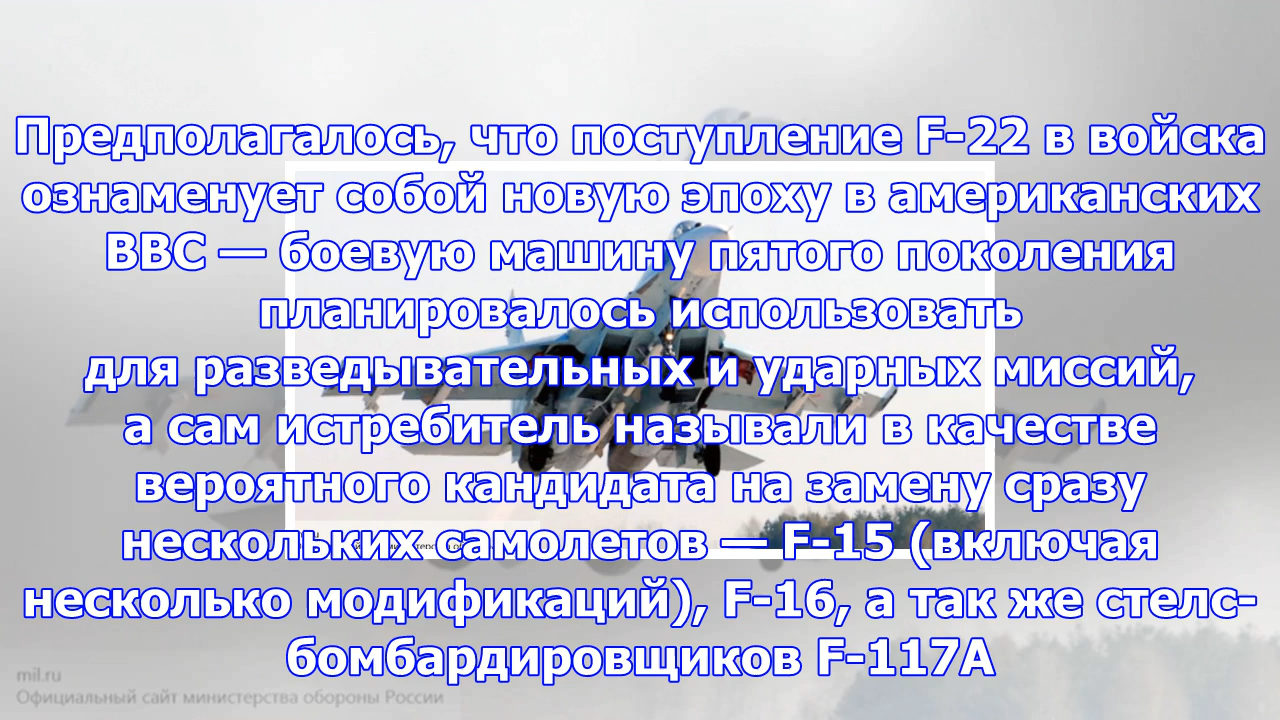 Предполагалось, что поступление F-22 в войска
ознаменует собой новую эпоху в американских
ВВС — боевую машину пятого поколения
планировалось использовать
для разведывательных и ударных миссий,
а сам истребитель называли в качестве
вероятного кандидата на замену сразу
нескольких самолетов — F-15 (включая
несколько модификаций), F-16, а так же стелс-
бомбардировщиков F-117A
mil.ru
Официальный сайт министерства обороны России